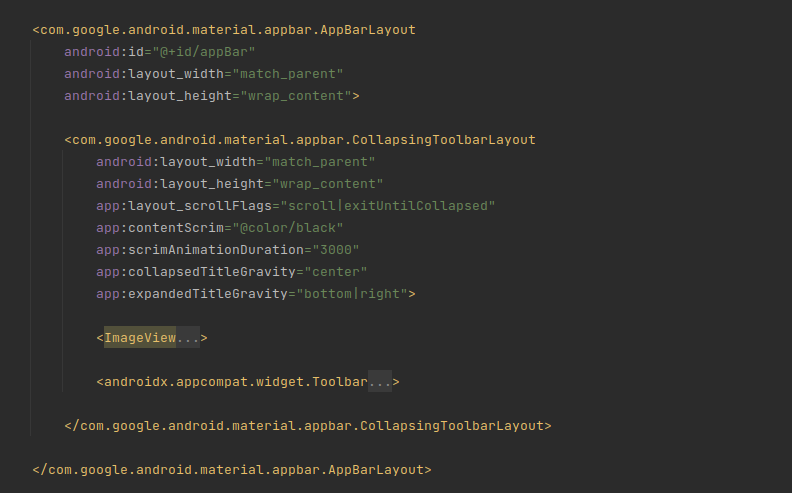 <com.google.android.material.appbar.AppBarLayout
android:id="@+id/appBar"
android:layout_width="match_parent"
android:layout_height="wrap_content">
<com.google.android.material.appbar.CollapsingToolbarLayout
android:layout_width="match_parent"
android:layout_height="wrap_content"
app:layout_scrollFlags="scroll|exitUntilCollapsed"
app:contentScrim="@color/black"
app:scrimAnimationDuration="3000"
app:collapsedTitleGravity="center"
app:expandedTitleGravity="bottom|right">
<ImageView...>
<androidx.appcompat.widget.Toolbar...>
</com.google.android.material.appbar.CollapsingToolbarLayout>
</com.google.android.material.appbar.AppBarLayout>